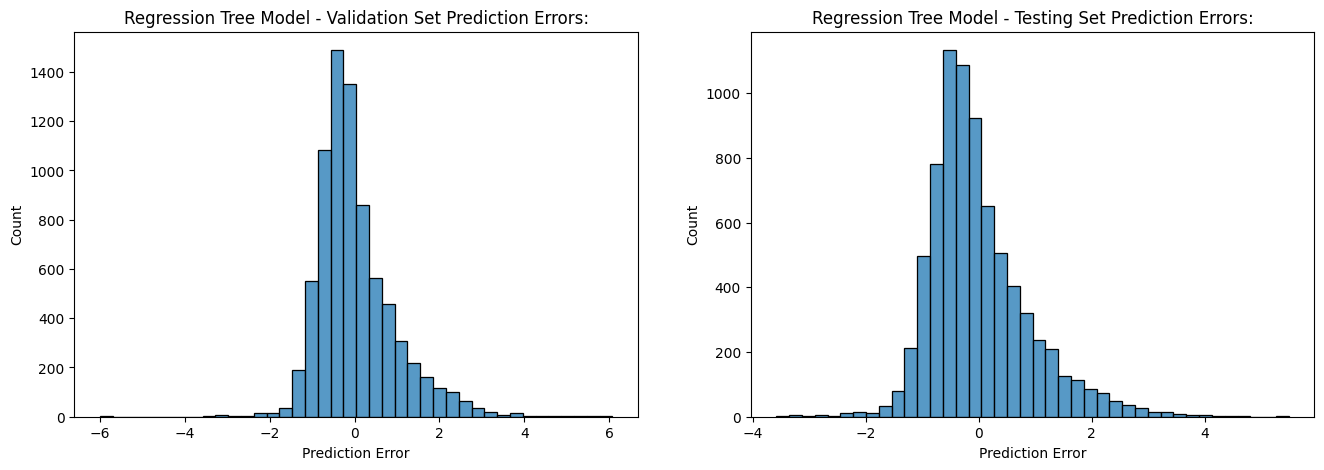 Regression Tree Model - Validation Set Prediction Errors:
1400
1200
1000
800
600
400
200
0
Count
−6 −4 −2 0 2 4 6
Prediction Error
Regression Tree Model - Testing Set Prediction Errors:
1000
800
600
400
200
0
Count
−4 −2 0 2 4
Prediction Error